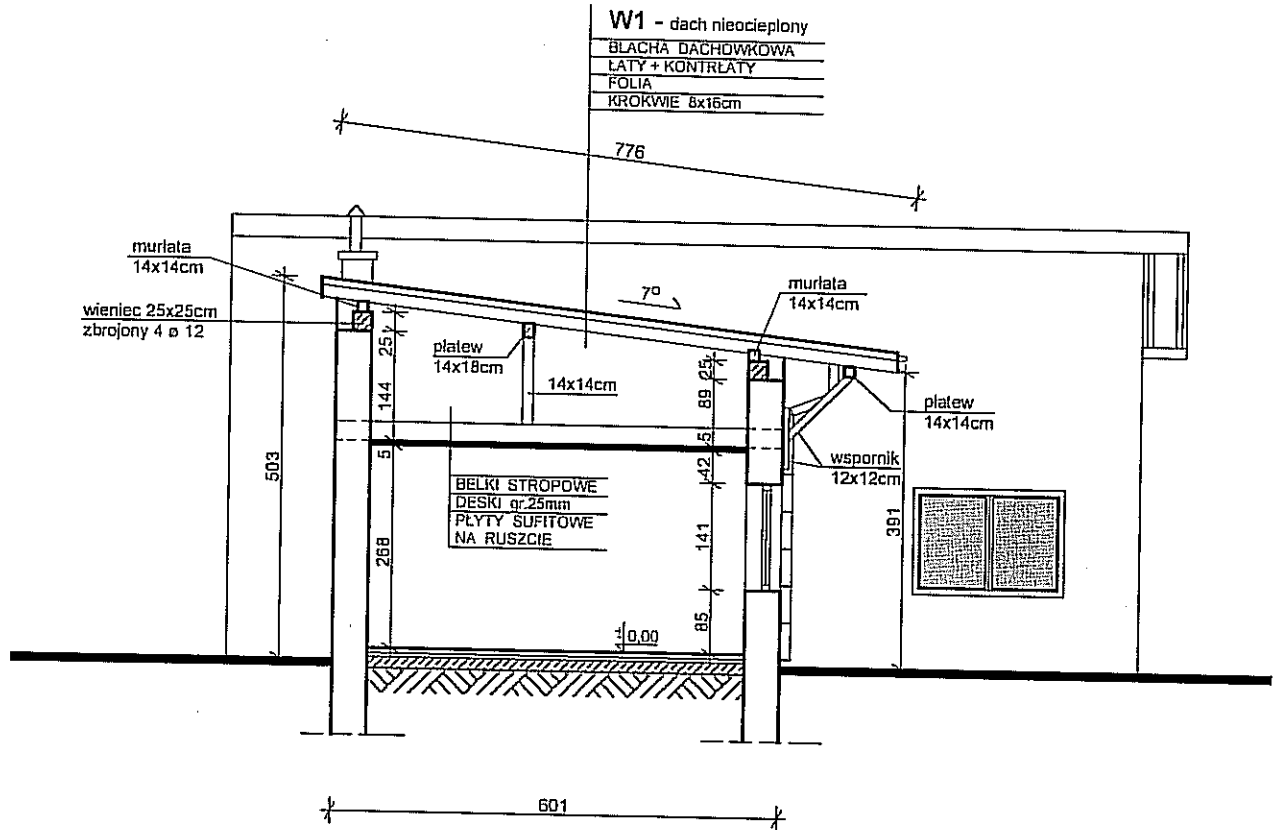 W1 - dach nieocieplony
BLACHA DACHÓWKOWA
ŁATY + KONTRŁATY
FOLIA
KROKWIE 8x16cm
776
murłata
14x14cm
7º
murłata
14x14cm
wieniec 25x25cm
zbrojony 4 ø 12
płatew
14x18cm
14x14cm
25
144
5
268
503
25
89
5
42
141
85
płatew
14x14cm
wspornik
12x12cm
391
BELKI STROPOWE
DESKI gr.25mm
PŁYTY SUFITOWE
NA RUSZCIE
±0,00
601